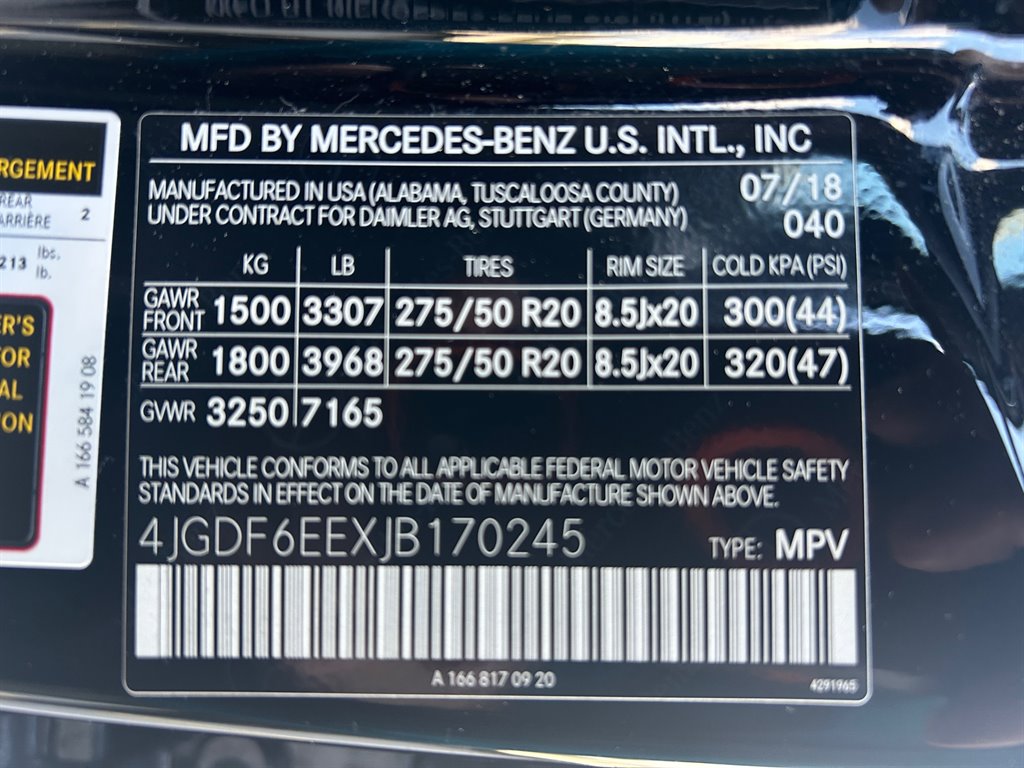 MFD BY MERCEDES-BENZ U.S. INTL., INC
MANUFACTURED IN USA (ALABAMA, TUSCALOOSA COUNTY) 07/18
UNDER CONTRACT FOR DAIMLER AG, STUTTGART (GERMANY) 040
KG LB TIRES RIM SIZE COLD KPA (PSI)
GAWR FRONT 1500 3307 275/50 R20 8.5Jx20 300(44)
GAWR REAR 1800 3968 275/50 R20 8.5Jx20 320(47)
GVWR 3250 7165
THIS VEHICLE CONFORMS TO ALL APPLICABLE FEDERAL MOTOR VEHICLE SAFETY
STANDARDS IN EFFECT ON THE DATE OF MANUFACTURE SHOWN ABOVE.
4JGDF6EEXJB170245 TYPE: MPV
A 166 817 09 20
4291965
RGEMENT
REAR
ARRIÈRE 2
213 lbs.
lb.
ER'S
TOR
AL
ON
A 166 584 19 08